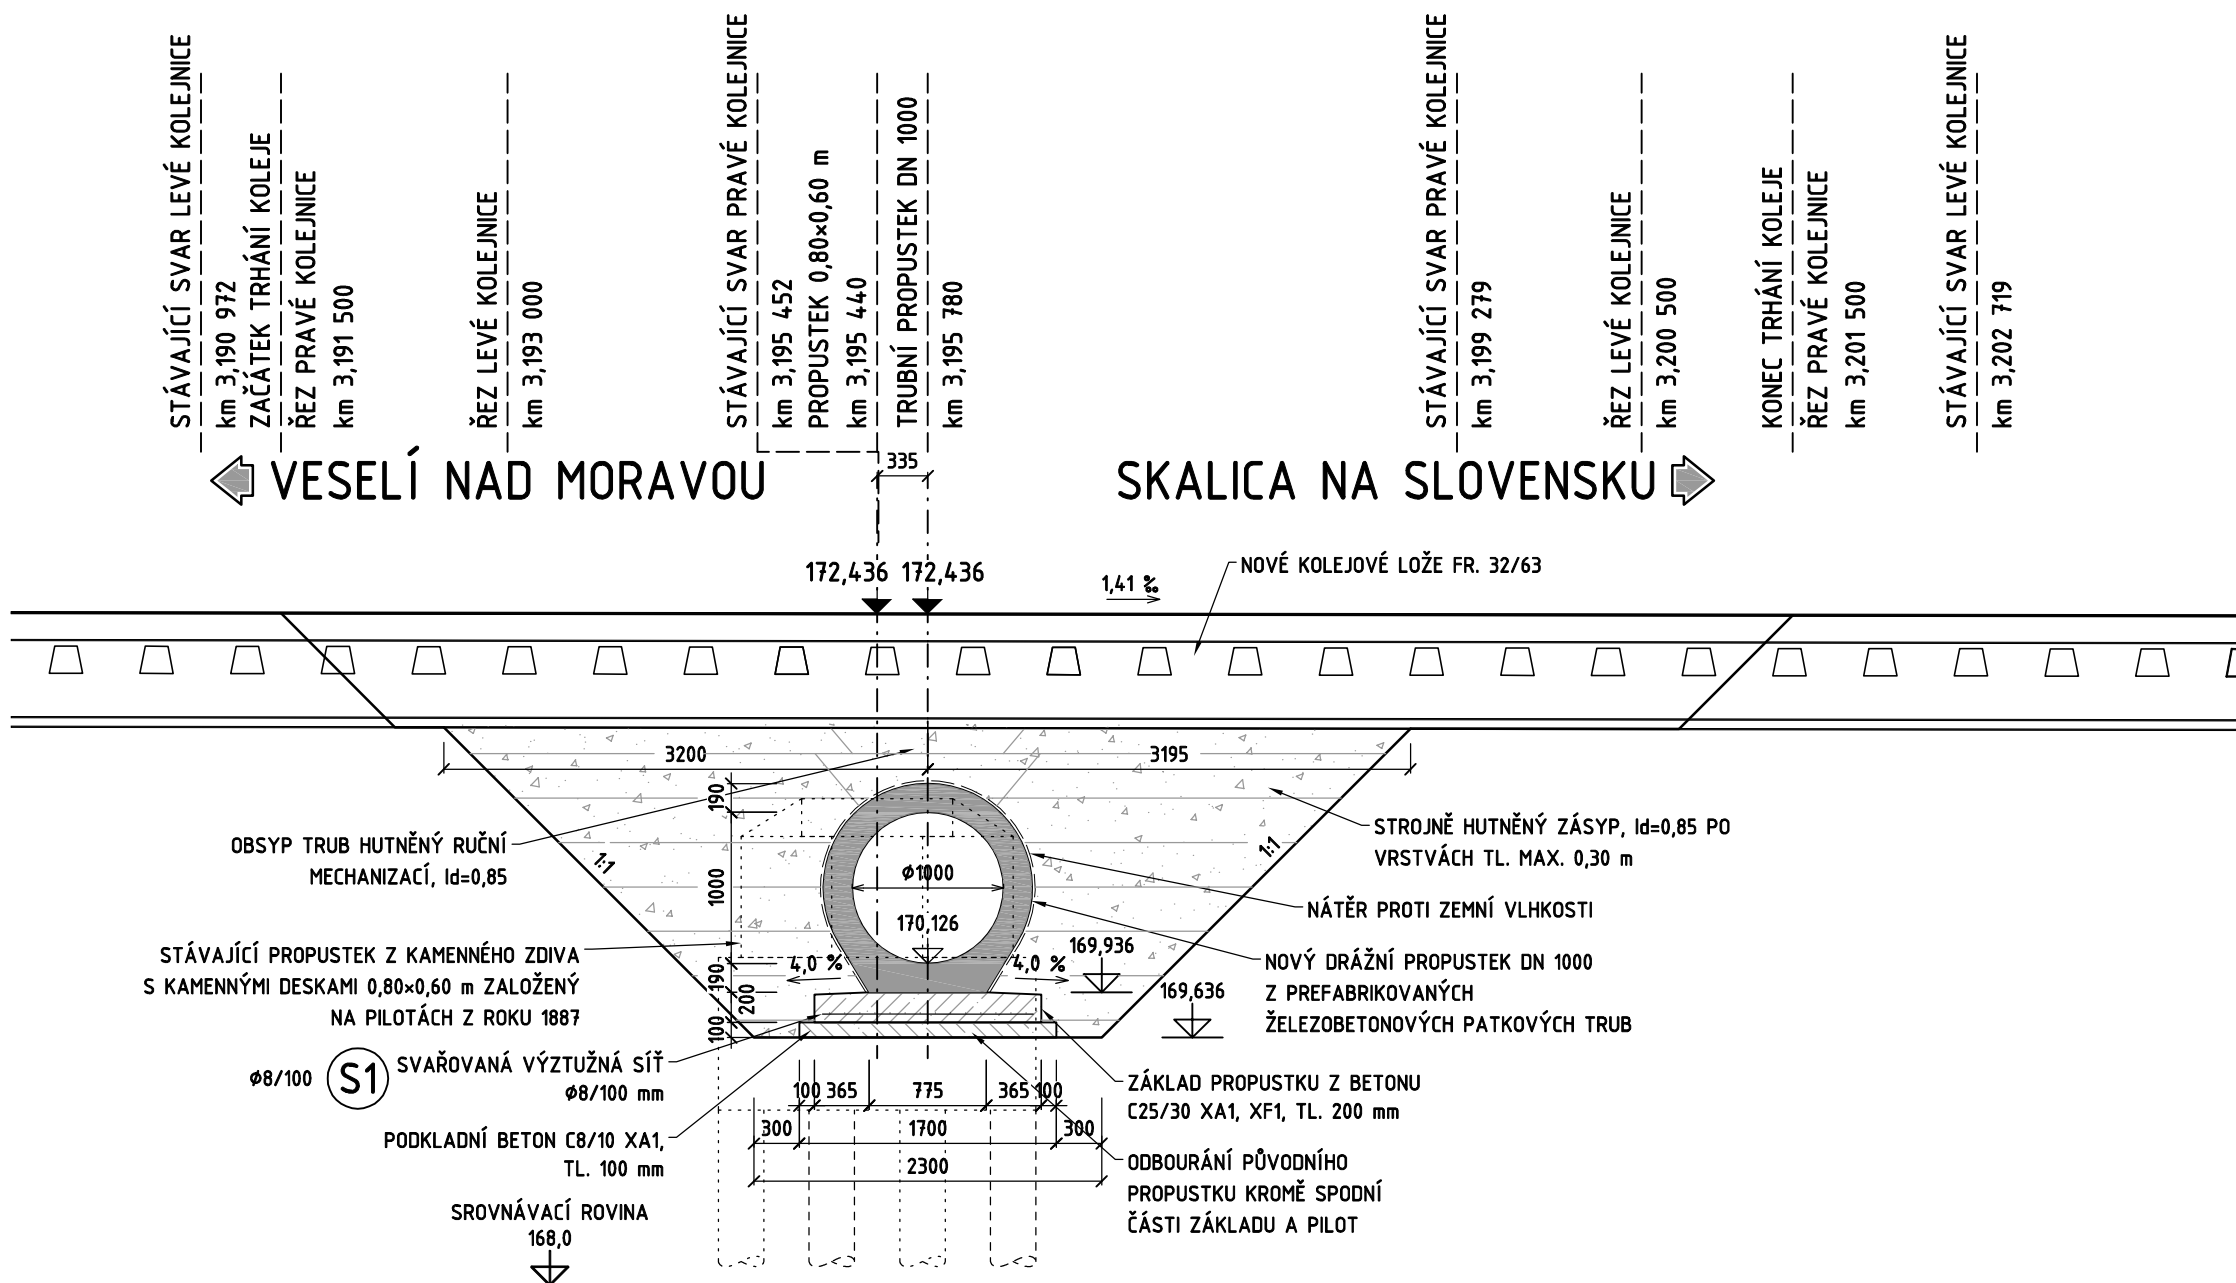 STÁVAJÍCÍ SVAR LEVÉ KOLEJNICE
km 3,190 972
ZAČÁTEK TRHÁNÍ KOLEJE
ŘEZ PRAVÉ KOLEJNICE
km 3,191 500
ŘEZ LEVÉ KOLEJNICE
km 3,193 000
STÁVAJÍCÍ SVAR PRAVÉ KOLEJNICE
km 3,195 452
PROPUSTEK 0,80×0,60 m
km 3,195 440
TRUBNÍ PROPUSTEK DN 1000
km 3,195 780
STÁVAJÍCÍ SVAR PRAVÉ KOLEJNICE
km 3,199 279
ŘEZ LEVÉ KOLEJNICE
km 3,200 500
KONEC TRHÁNÍ KOLEJE
ŘEZ PRAVÉ KOLEJNICE
km 3,201 500
STÁVAJÍCÍ SVAR LEVÉ KOLEJNICE
km 3,202 719
VESELÍ NAD MORAVOU
335
SKALICA NA SLOVENSKU
172,436 172,436
1,41 ‰
NOVÉ KOLEJOVÉ LOŽE FR. 32/63
3200
3195
190
1000
190
200
100
1:1
1:1
OBSYP TRUB HUTNĚNÝ RUČNÍ
MECHANIZACÍ, Id=0,85
STROJNĚ HUTNĚNÝ ZÁSYP, Id=0,85 PO
VRSTVÁCH TL. MAX. 0,30 m
ø1000
170,126
NÁTĚR PROTI ZEMNÍ VLHKOSTI
4,0 %
4,0 %
169,936
169,636
STÁVAJÍCÍ PROPUSTEK Z KAMENNÉHO ZDIVA
S KAMENNÝMI DESKAMI 0,80×0,60 m ZALOŽENÝ
NA PILOTÁCH Z ROKU 1887
NOVÝ DRÁŽNÍ PROPUSTEK DN 1000
Z PREFABRIKOVANÝCH
ŽELEZOBETONOVÝCH PATKOVÝCH TRUB
ø8/100
S1
SVAŘOVANÁ VÝZTUŽNÁ SÍŤ
ø8/100 mm
100 365 775 365 100
300 1700 300
2300
ZÁKLAD PROPUSTKU Z BETONU
C25/30 XA1, XF1, TL. 200 mm
PODKLADNÍ BETON C8/10 XA1,
TL. 100 mm
ODBOURÁNÍ PŮVODNÍHO
PROPUSTKU KROMĚ SPODNÍ
ČÁSTI ZÁKLADU A PILOT
SROVNÁVACÍ ROVINA
168,0